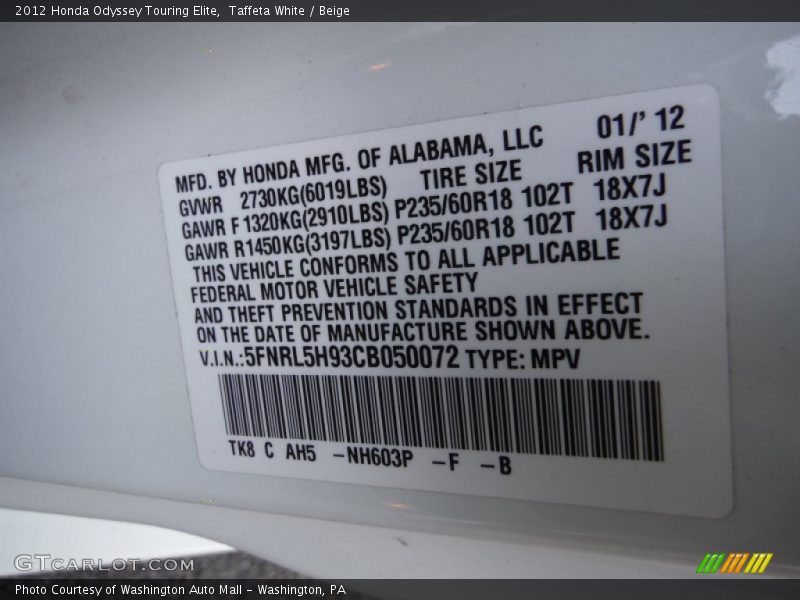 2012 Honda Odyssey Touring Elite,  Taffeta White / Beige
MFD. BY HONDA MFG. OF ALABAMA, LLC 01/' 12
GVWR 2730KG(6019LBS) TIRE SIZE RIM SIZE
GAWR F 1320KG(2910LBS) P235/60R18 102T 18X7J
GAWR R1450KG(3197LBS) P235/60R18 102T 18X7J
THIS VEHICLE CONFORMS TO ALL APPLICABLE
FEDERAL MOTOR VEHICLE SAFETY
AND THEFT PREVENTION STANDARDS IN EFFECT
ON THE DATE OF MANUFACTURE SHOWN ABOVE.
V.I.N.:5FNRL5H93CB050072 TYPE: MPV
TK8 C AH5 -NH603P -F -B
GTCARLOT.COM
Photo Courtesy of Washington Auto Mall - Washington, PA